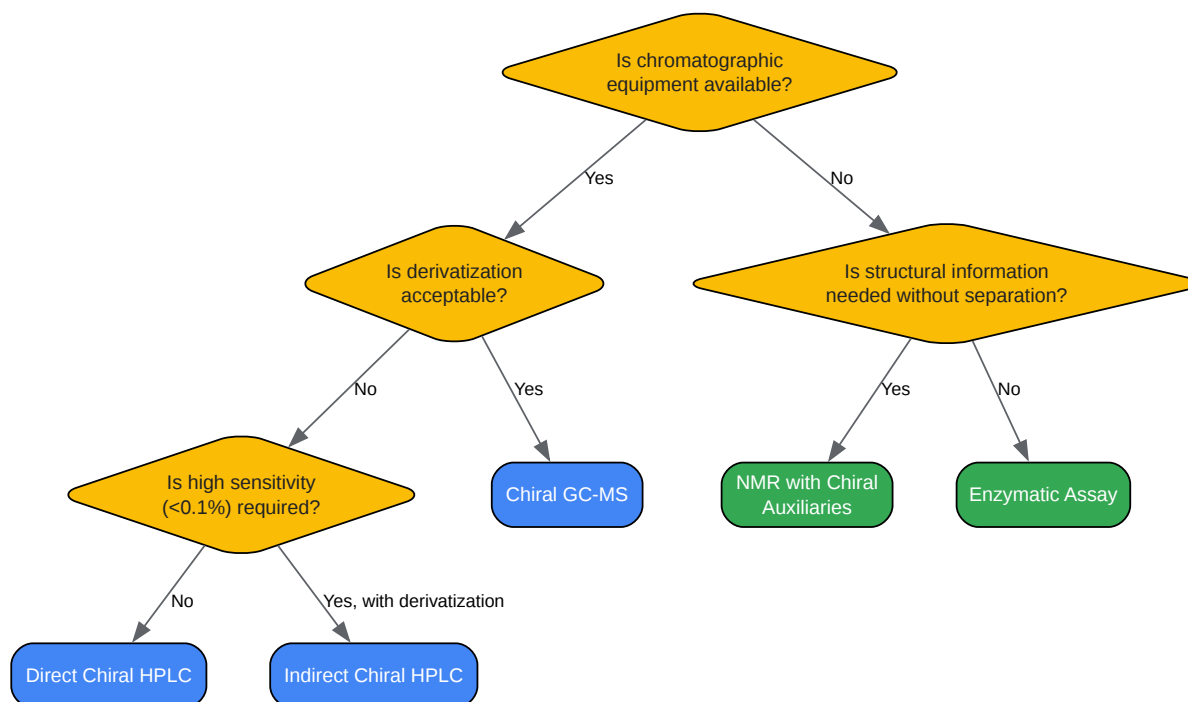 Is chromatographic
equipment available?
Yes
No
Is derivatization
acceptable?
Is structural information
needed without separation?
No
Yes
Yes
No
Is high sensitivity
(<0.1%) required?
Chiral GC-MS
NMR with Chiral
Auxiliaries
Enzymatic Assay
No
Yes, with derivatization
Direct Chiral HPLC
Indirect Chiral HPLC